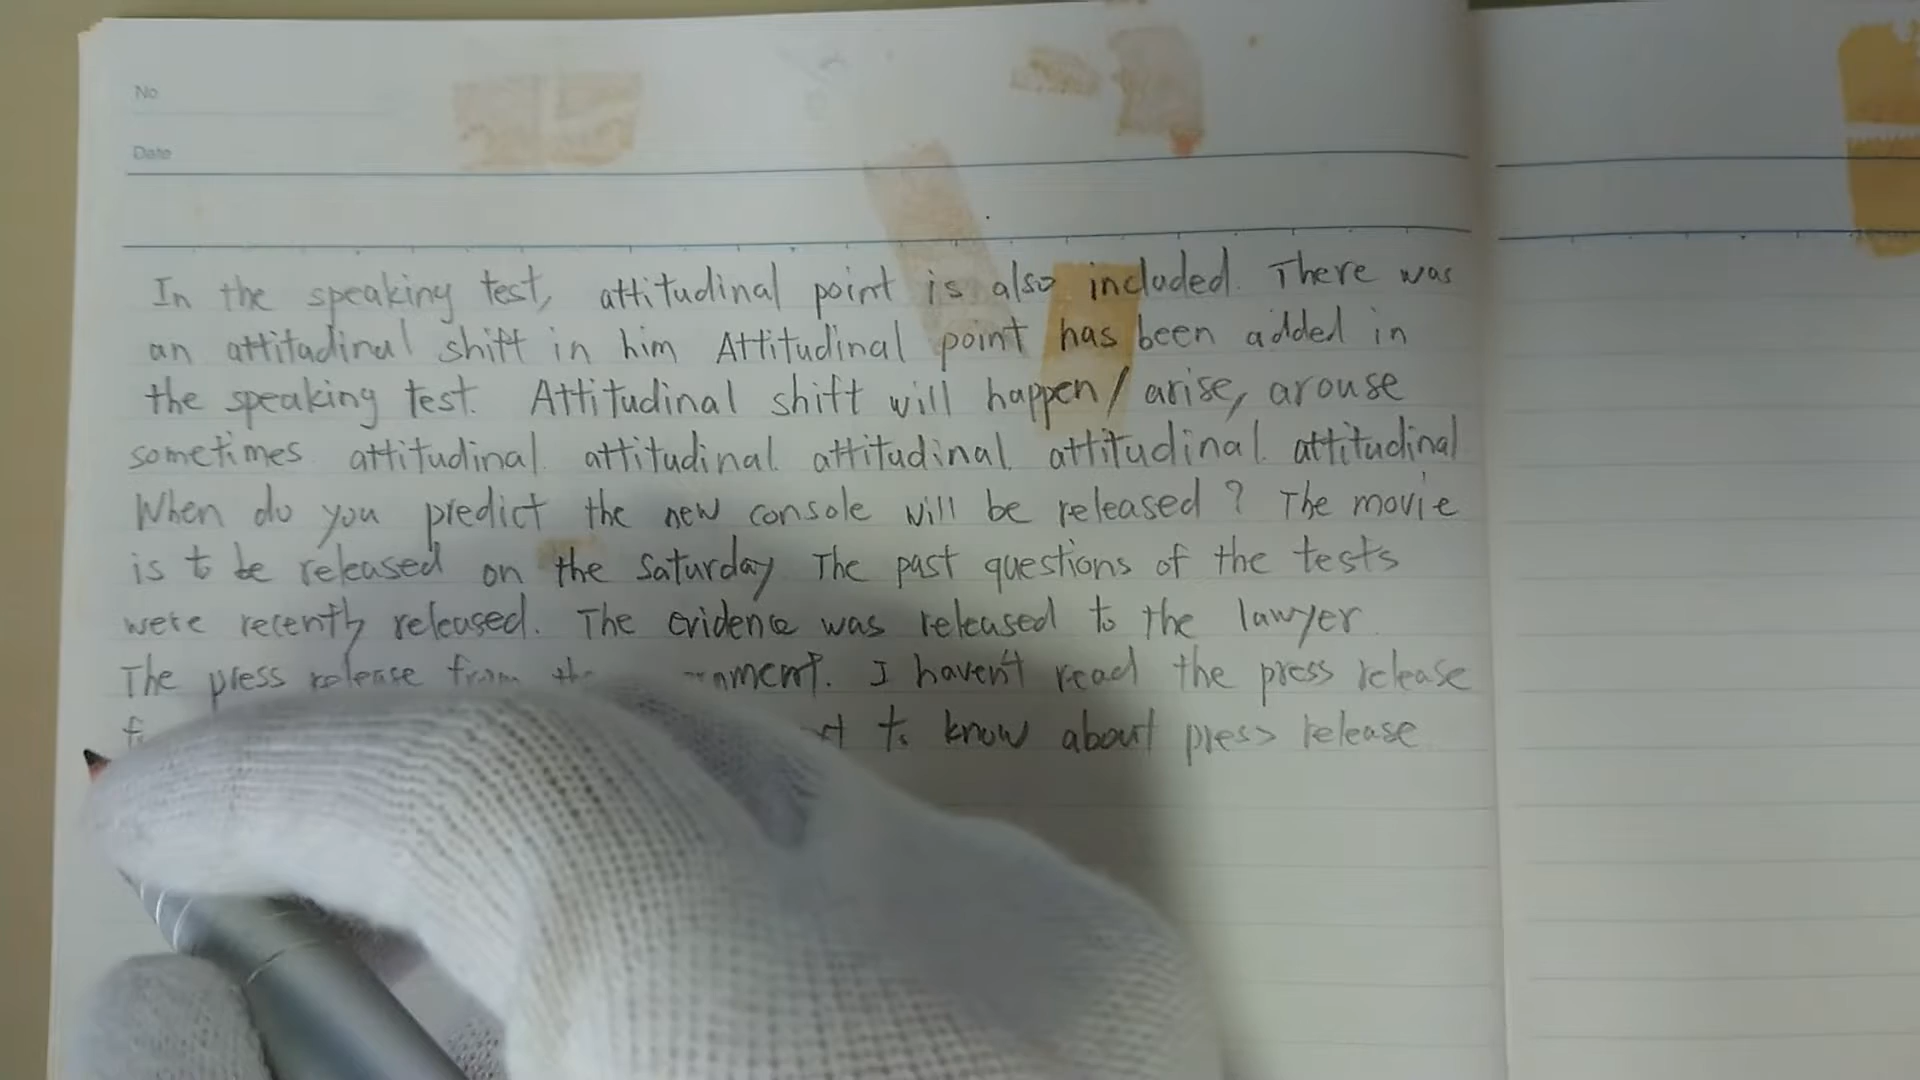 No
Date
In the speaking test, attitudinal point is also included. There was
an attitudinal shift in him Attitudinal point has been added in
the speaking test. Attitudinal shift will happen / arise, arouse
sometimes attitudinal. attitudinal. attitudinal. attitudinal. attitudinal
When do you predict the new console will be released? The movie
is to be released on the Saturday The past questions of the tests
were recently released. The evidence was released to the lawyer.
The press release from I haven't read the press release
to know about press release